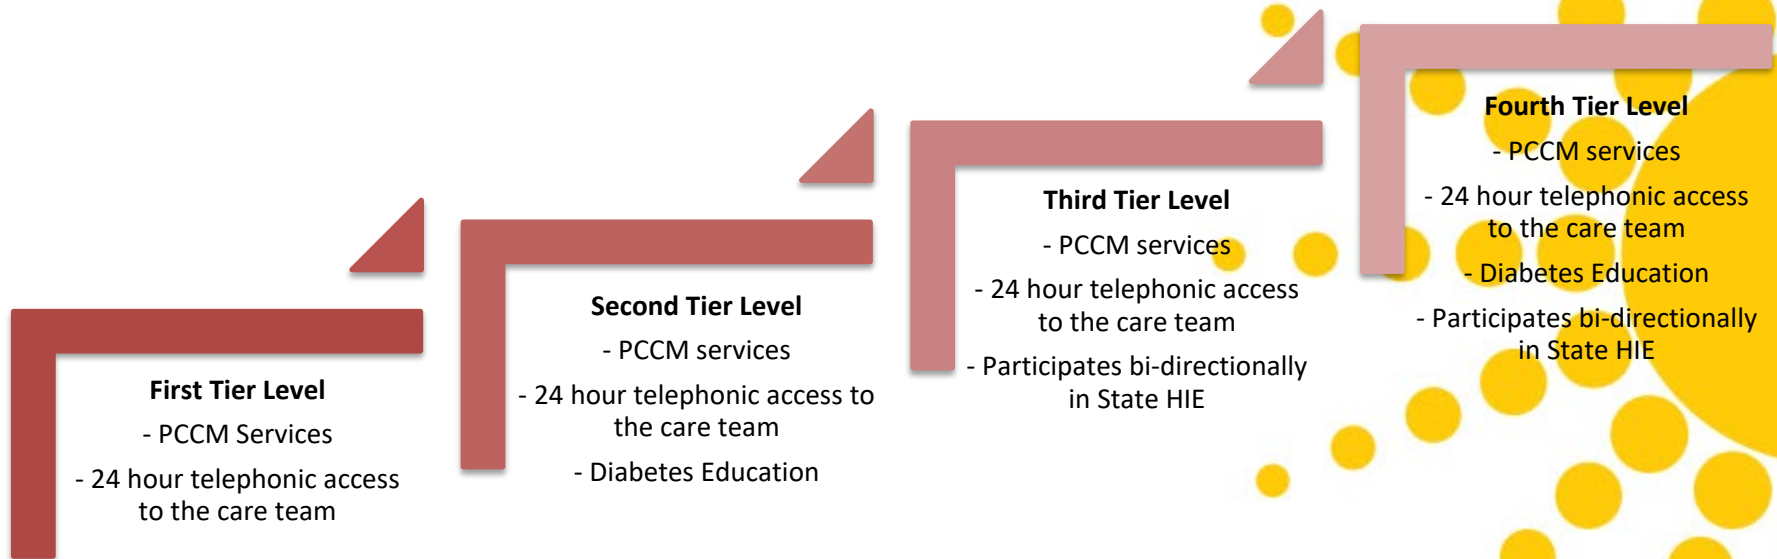 First Tier Level
- PCCM Services
- 24 hour telephonic access
to the care team
Second Tier Level
- PCCM services
- 24 hour telephonic access to
the care team
- Diabetes Education
Third Tier Level
- PCCM services
- 24 hour telephonic access
to the care team
- Participates bi-directionally
in State HIE
Fourth Tier Level
- PCCM services
- 24 hour telephonic access
to the care team
- Diabetes Education
- Participates bi-directionally
in State HIE